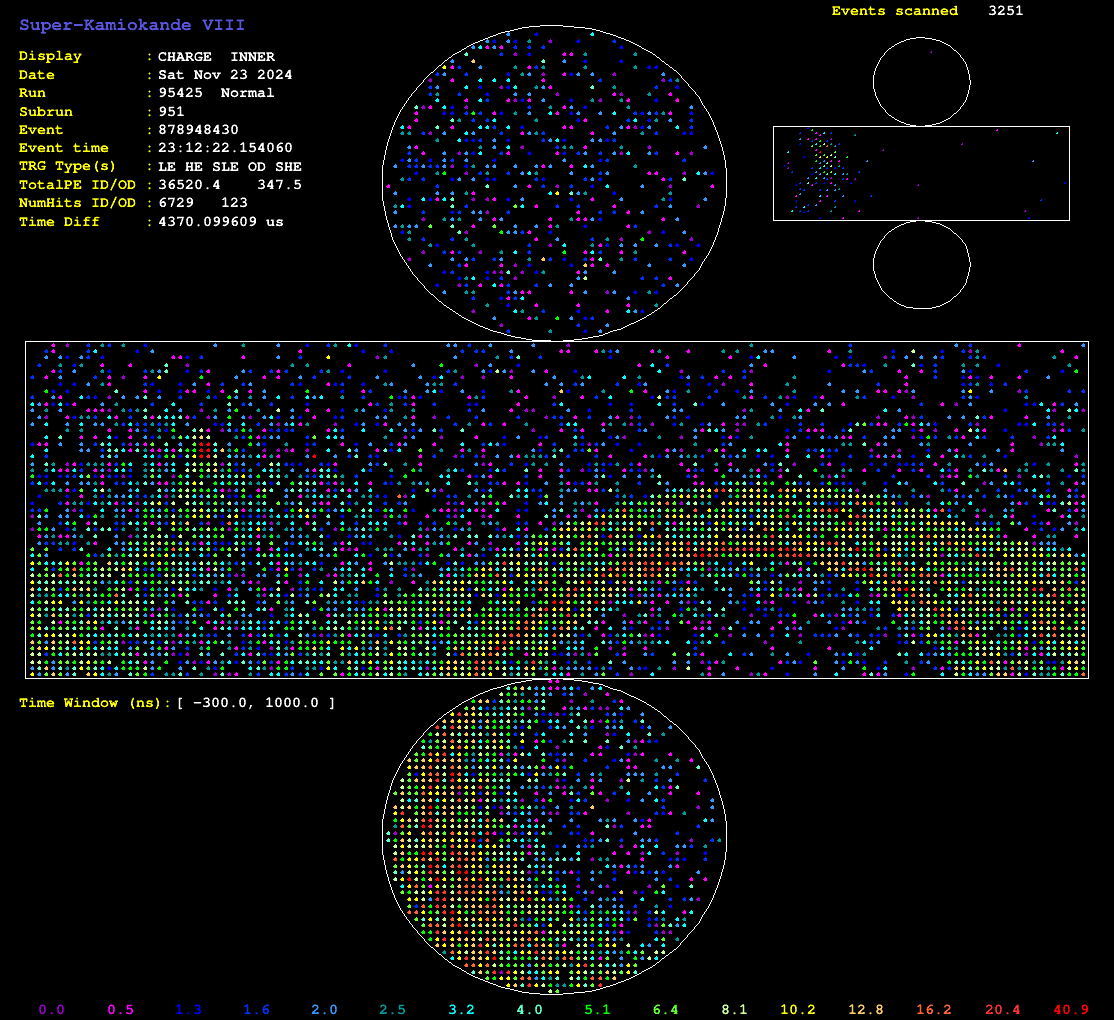 Super-Kamiokande VIII
Events scanned 3251
Display : CHARGE INNER
Date : Sat Nov 23 2024
Run : 95425 Normal
Subrun : 951
Event : 878948430
Event time : 23:12:22.154060
TRG Type(s) : LE HE SLE OD SHE
TotalPE ID/OD : 36520.4 347.5
NumHits ID/OD : 6729 123
Time Diff : 4370.099609 us
Time Window (ns): [ -300.0, 1000.0 ]
0.0 0.5 1.3 1.6 2.0 2.5 3.2 4.0 5.1 6.4 8.1 10.2 12.8 16.2 20.4 40.9